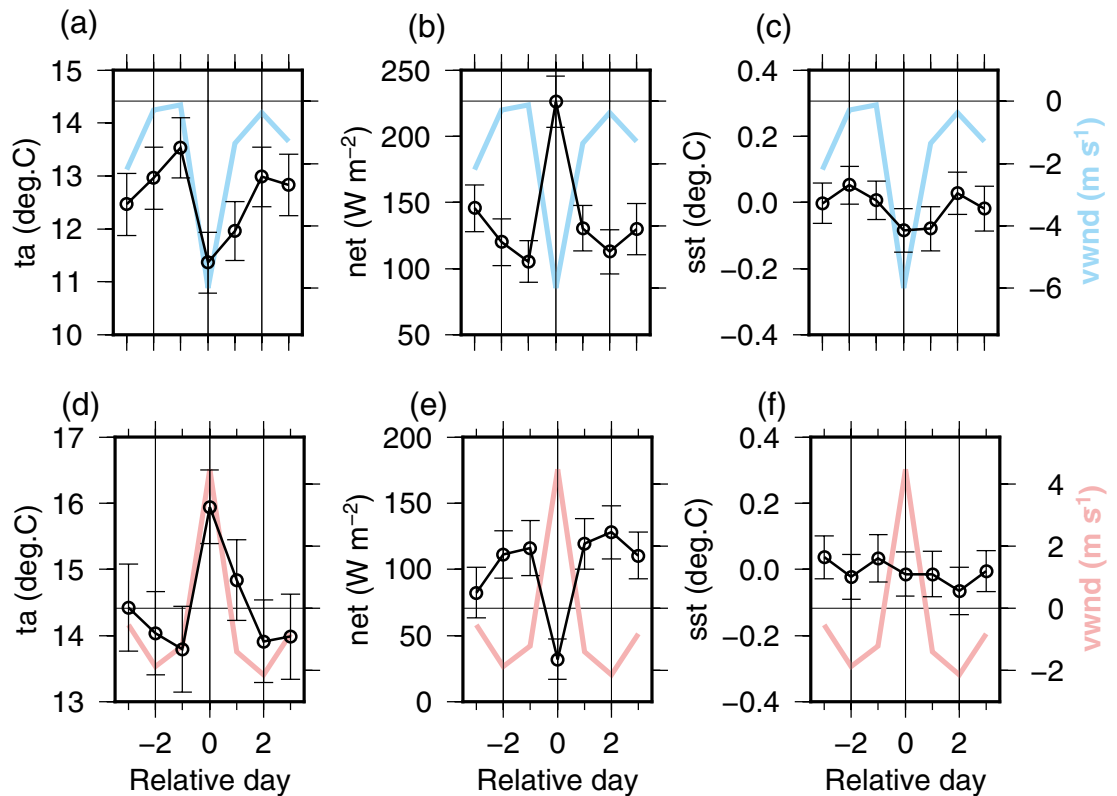 (a)
(b)
(c)
15
14
13
12
11
10
ta (deg.C)
250
200
150
100
50
net (W m−2)
0.4
0.2
0.0
−0.2
−0.4
sst (deg.C)
0
−2
−4
−6
vwnd (m s−1)
(d)
(e)
(f)
17
16
15
14
13
ta (deg.C)
−2 0 2
Relative day
200
150
100
50
0
net (W m−2)
−2 0 2
Relative day
0.4
0.2
0.0
−0.2
−0.4
sst (deg.C)
−2 0 2
Relative day
4
2
0
−2
vwnd (m s−1)